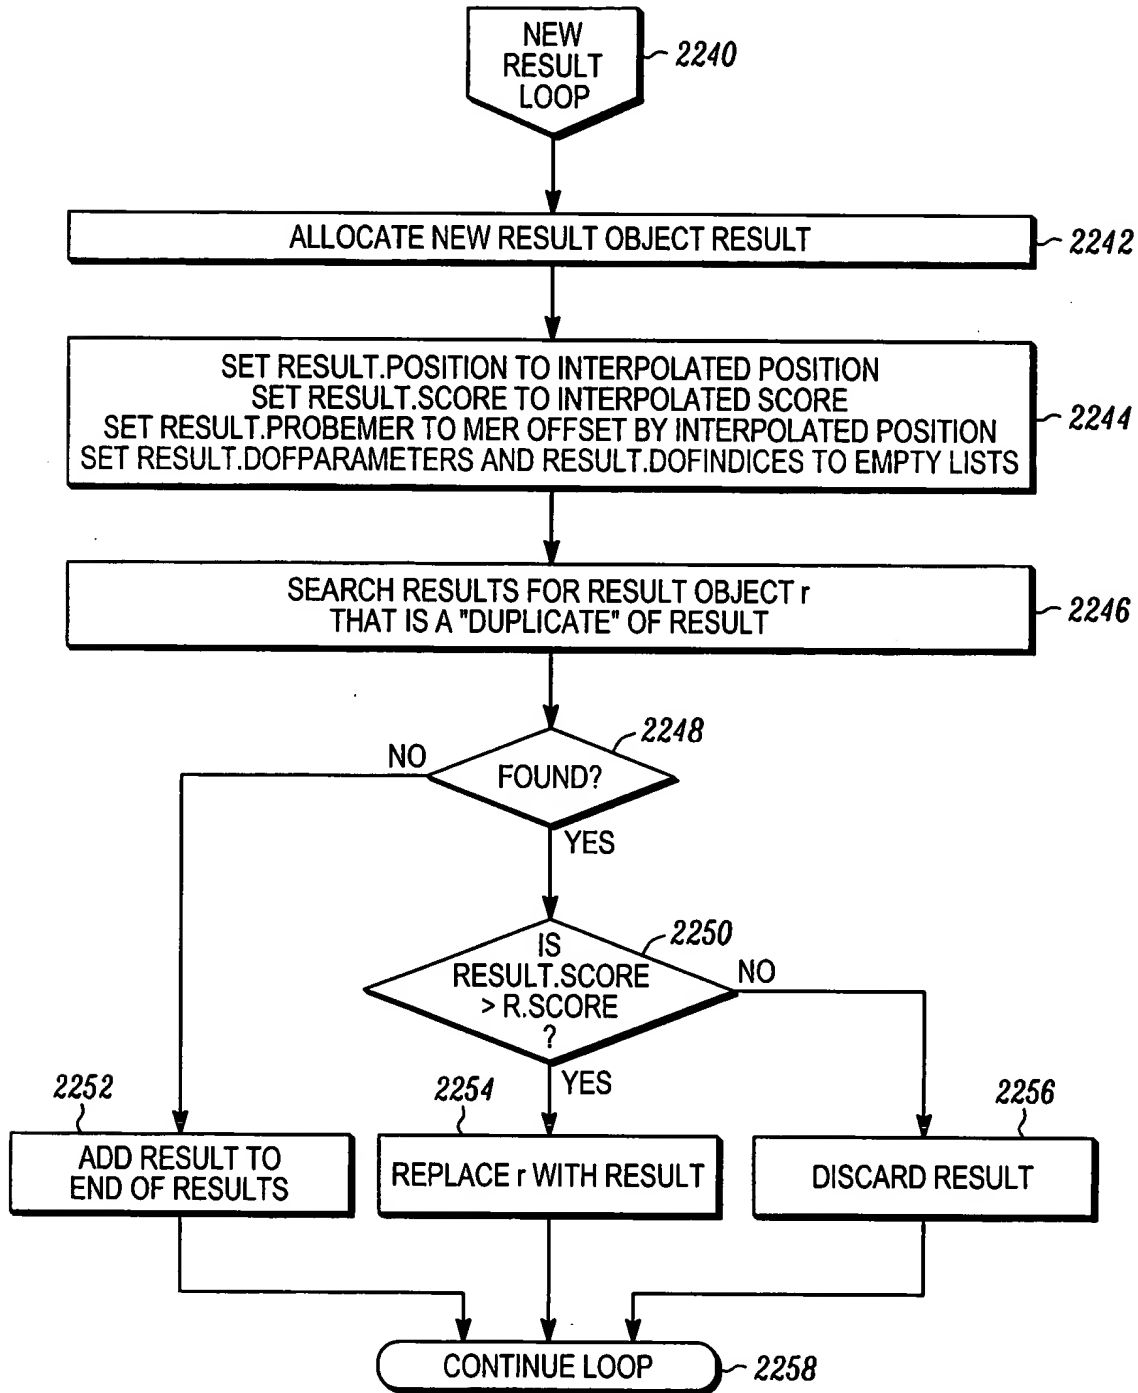 NEW
RESULT
LOOP
2240
ALLOCATE NEW RESULT OBJECT RESULT
2242
SET RESULT.POSITION TO INTERPOLATED POSITION
SET RESULT.SCORE TO INTERPOLATED SCORE
SET RESULT.PROBEMER TO MER OFFSET BY INTERPOLATED POSITION
SET RESULT.DOFPARAMETERS AND RESULT.DOFINDICES TO EMPTY LISTS
2244
SEARCH RESULTS FOR RESULT OBJECT r
THAT IS A "DUPLICATE" OF RESULT
2246
2248
NO
FOUND?
YES
2250
IS
RESULT.SCORE
> R.SCORE
?
NO
YES
2252
ADD RESULT TO
END OF RESULTS
2254
REPLACE r WITH RESULT
2256
DISCARD RESULT
CONTINUE LOOP
2258